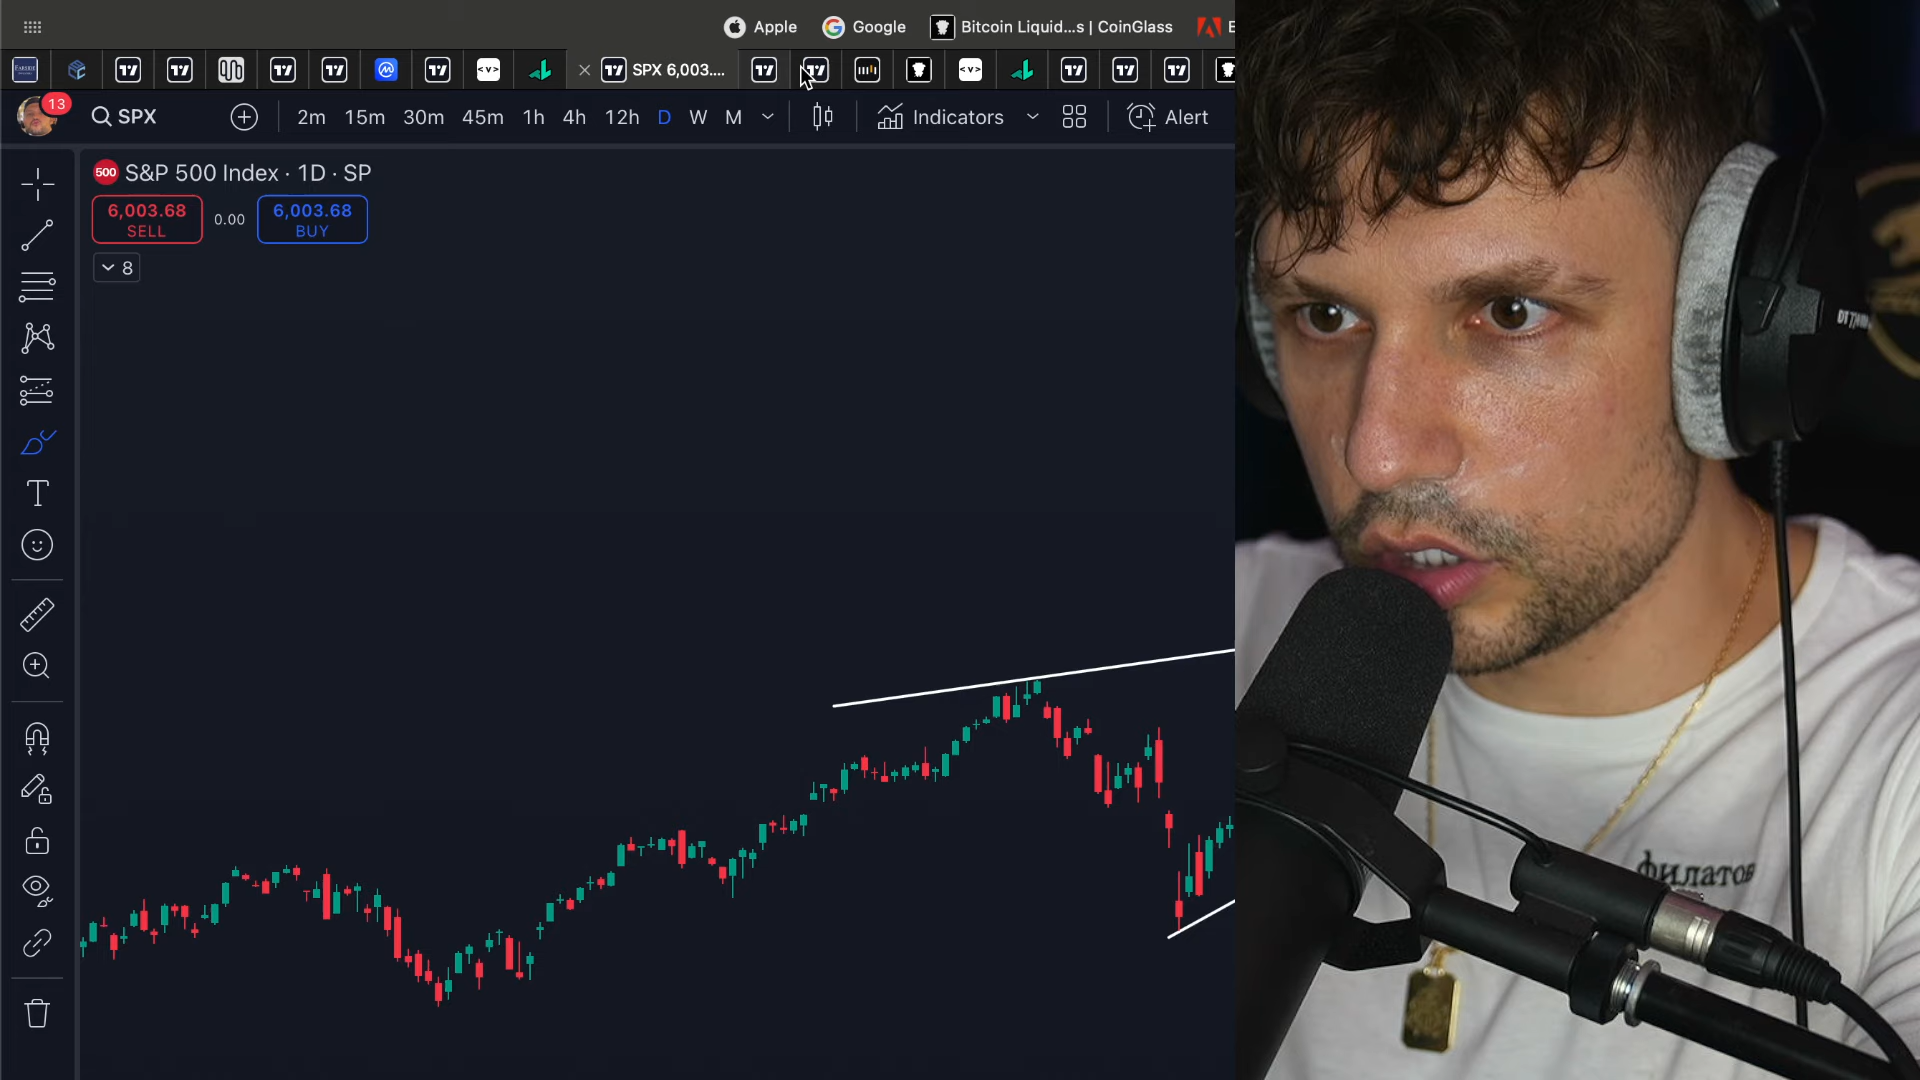 Apple
Google
Bitcoin Liquid...s | CoinGlass
E
SPX 6,003....
13
SPX
2m
15m
30m
45m
1h
4h
12h
D
W
M
Indicators
Alert
500
S&P 500 Index · 1D · SP
6,003.68
SELL
0.00
6,003.68
BUY
8
филатов